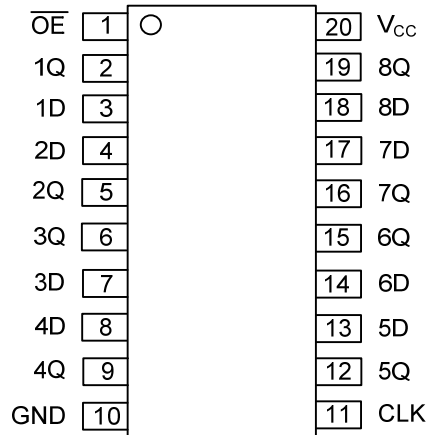 O̅E̅ 1 20 VCC
1Q 2 19 8Q
1D 3 18 8D
2D 4 17 7D
2Q 5 16 7Q
3Q 6 15 6Q
3D 7 14 6D
4D 8 13 5D
4Q 9 12 5Q
GND 10 11 CLK